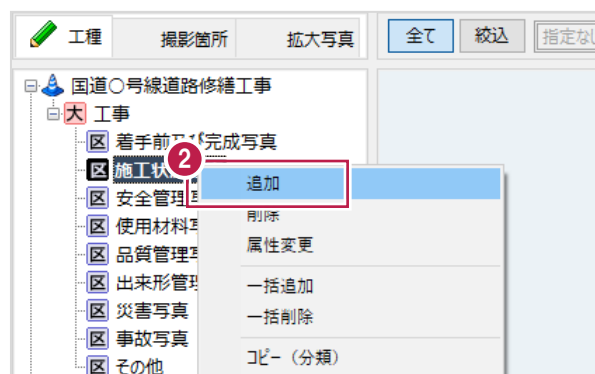 工種 撮影箇所 拡大写真 全て 絞込 指定な
国道〇号線道路修繕工事
大 工事
区 着手前及び完成写真
区 施工状
2
追加
区 安全管理
削除
区 使用材料
属性変更
区 品質管理
区 出来形管理
一括追加
区 災害写真
一括削除
区 事故写真
コピー（分類）
区 その他